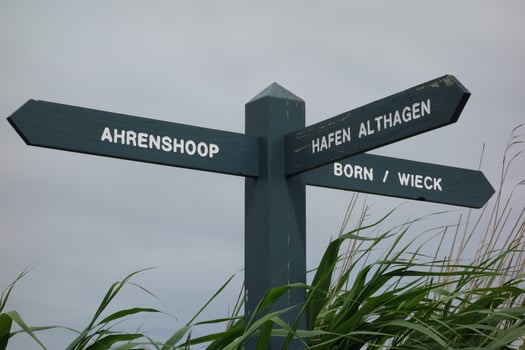 AHRENSHOOP
HAFEN ALTHAGEN
BORN / WIECK